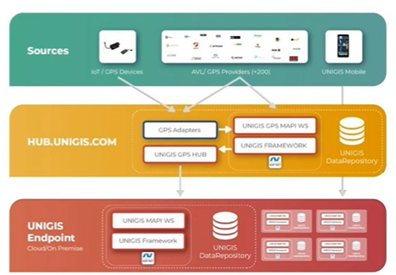 Sources
IoT / GPS Devices
AVL/ GPS Providers (+200)
UNIGIS Mobile
HUB.UNIGIS.COM
GPS Adapters
UNIGIS GPS MAPI WS
UNIGIS GPS HUB
UNIGIS FRAMEWORK
UNIGIS
DataRepository
UNIGIS
Endpoint
Cloud/On Premise
UNIGIS MAPI WS
UNIGIS Framework
UNIGIS
DataRepository